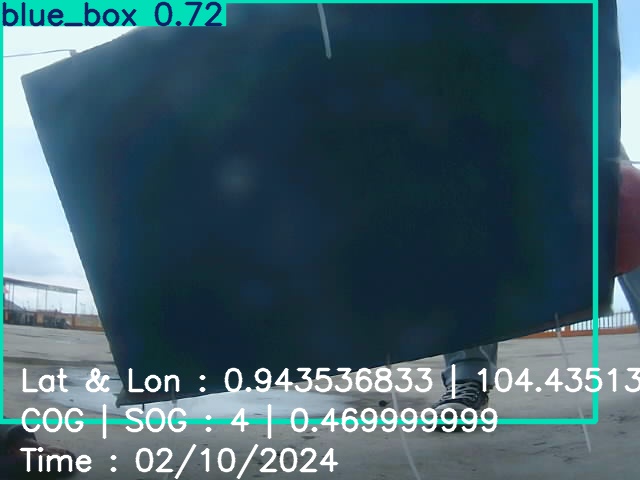 blue_box 0.72
Lat & Lon : 0.943536833 | 104.43513
COG | SOG : 4 | 0.469999999
Time : 02/10/2024